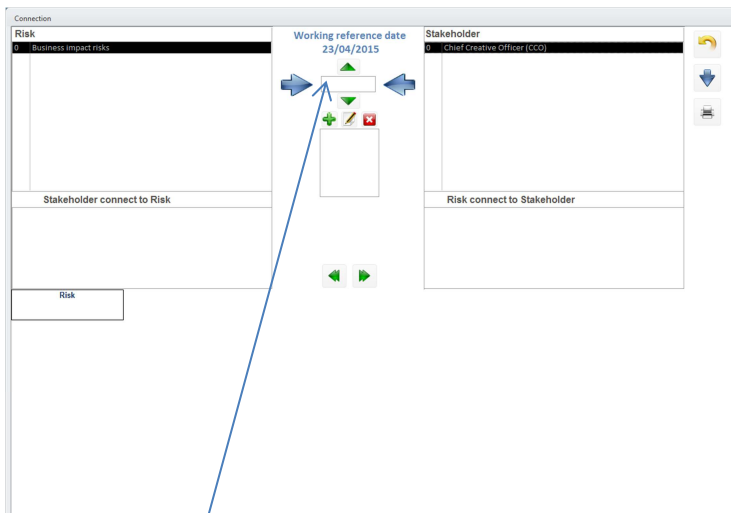 Connection
Risk
0 Business impact risks
Working reference date
23/04/2015
Stakeholder
0 Chief Creative Officer (CCO)
Stakeholder connect to Risk
Risk connect to Stakeholder
Risk